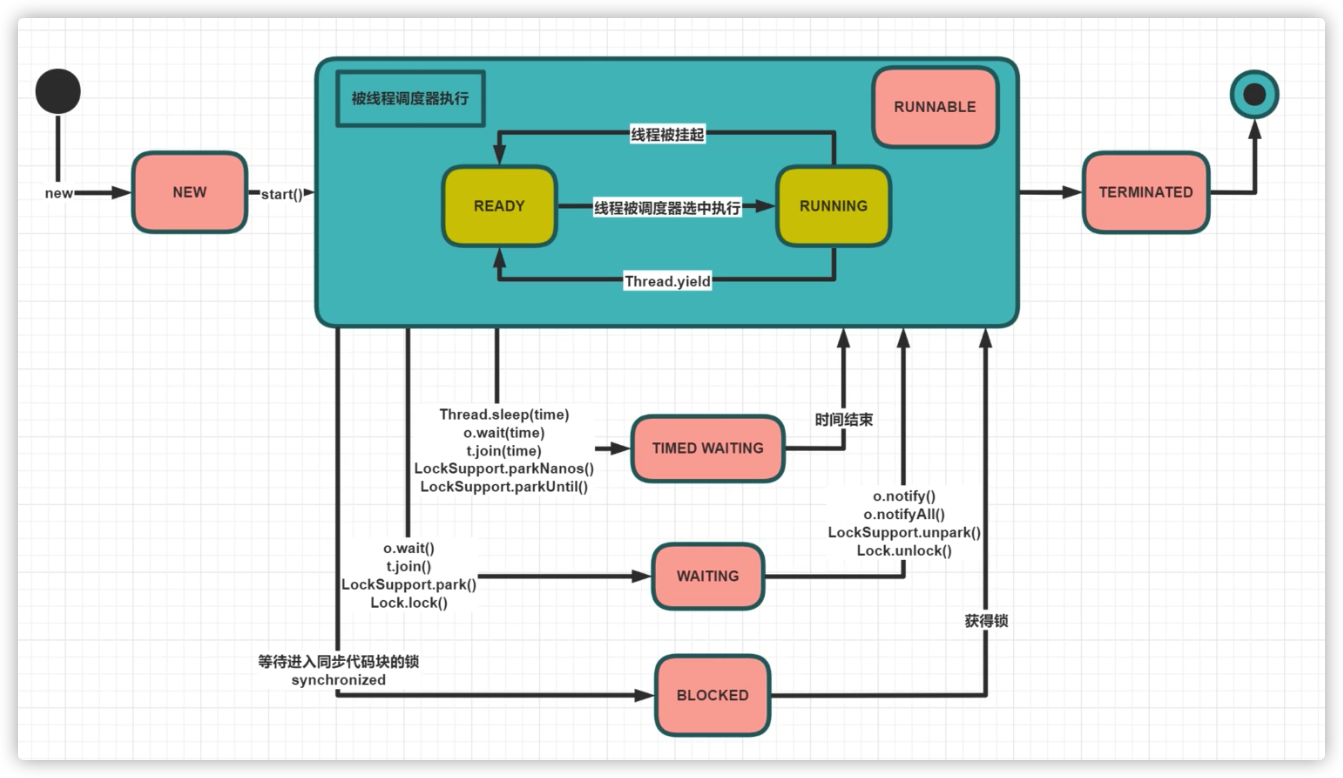 被线程调度器执行
RUNNABLE
线程被挂起
new
NEW
start()
READY
线程被调度器选中执行
RUNNING
TERMINATED
Thread.yield
Thread.sleep(time)
o.wait(time)
t.join(time)
LockSupport.parkNanos()
LockSupport.parkUntil()
TIMED WAITING
时间结束
o.wait()
t.join()
LockSupport.park()
Lock.lock()
WAITING
o.notify()
o.notifyAll()
LockSupport.unpark()
Lock.unlock()
等待进入同步代码块的锁
synchronized
BLOCKED
获得锁